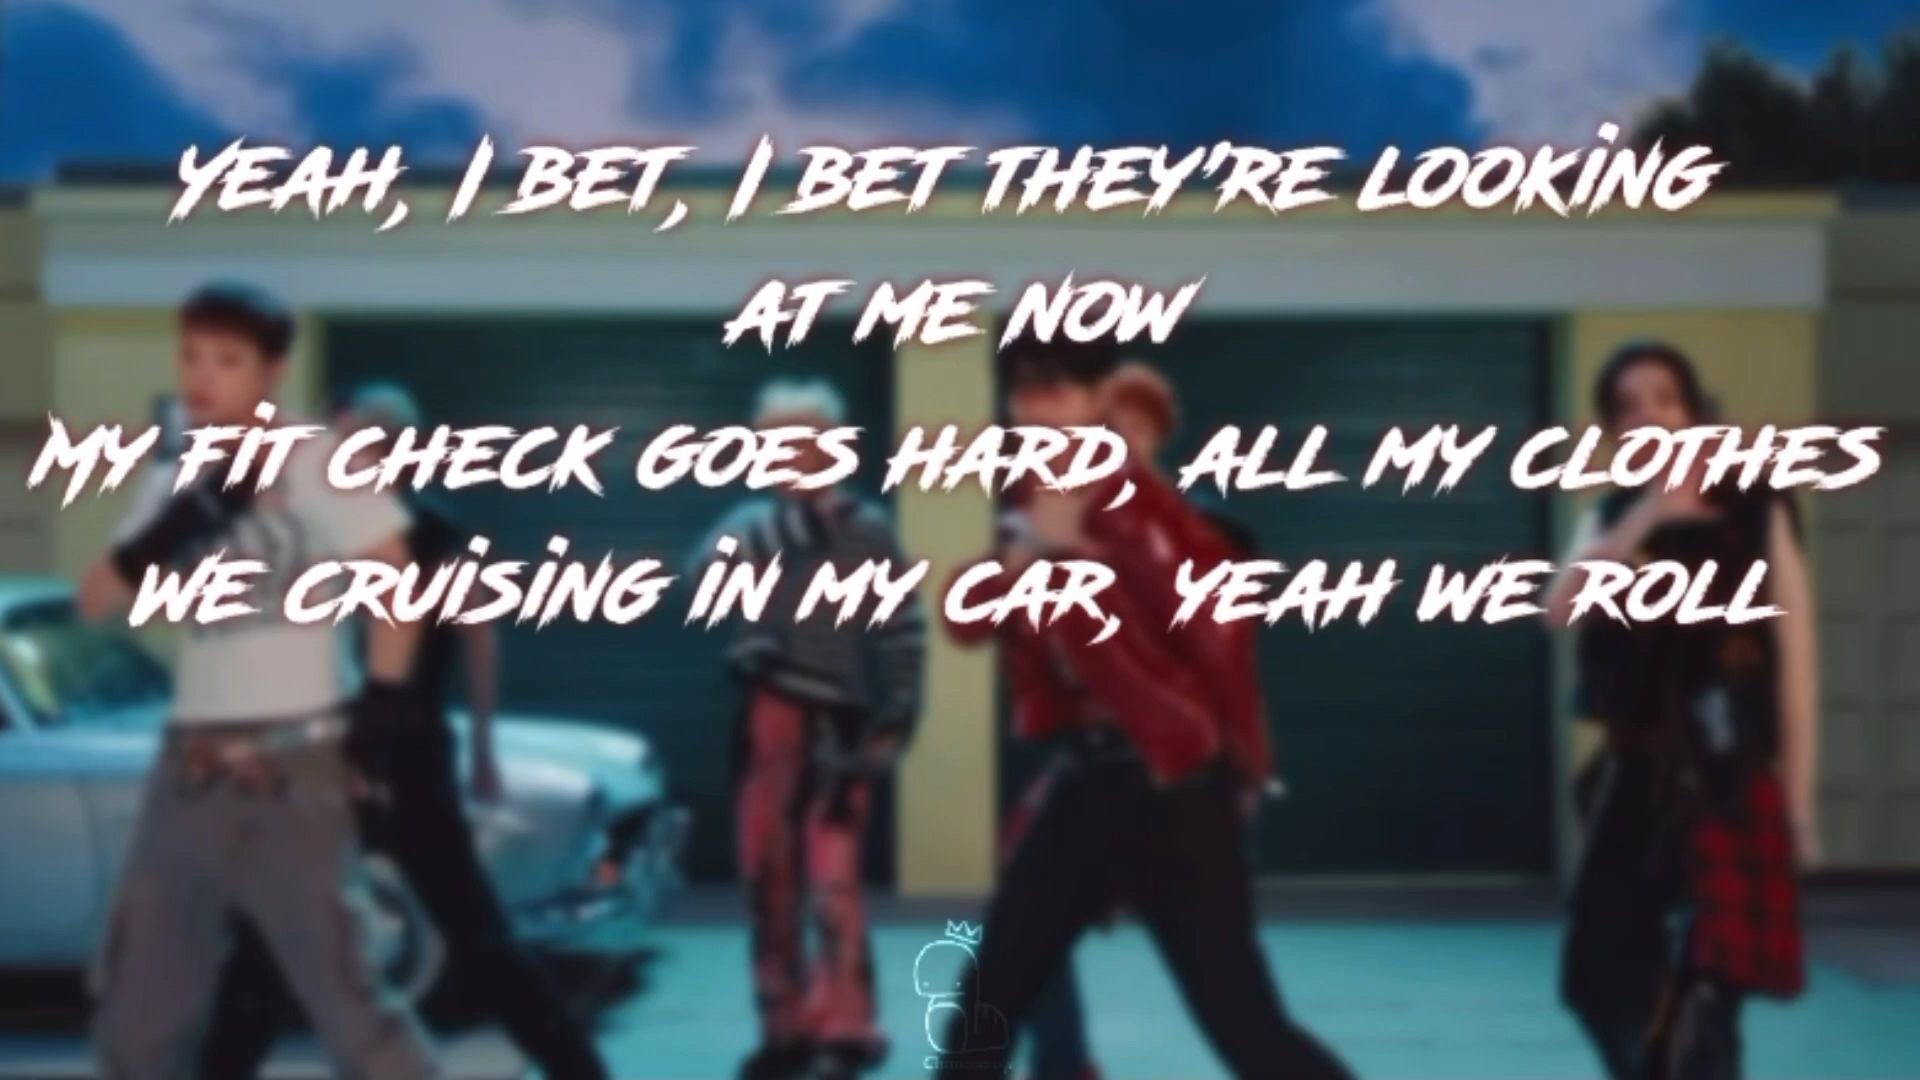 YEAH, I BET, I BET THEY'RE LOOKING
AT ME NOW
MY FIT CHECK GOES HARD, ALL MY CLOTHES
WE CRUISING IN MY CAR, YEAH WE ROLL